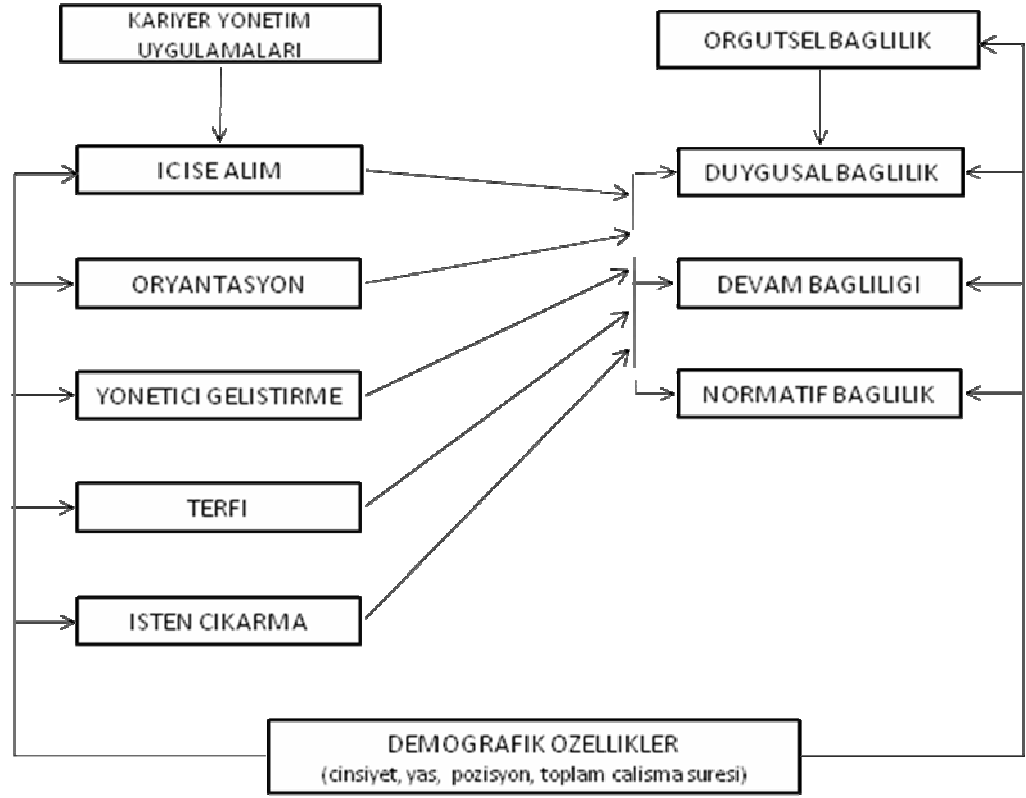 KARIYER YONETIM
UYGULAMALARI
ORGUTSEL BAGLILIK
ICISE ALIM
DUYGUSAL BAGLILIK
ORYANTASYON
DEVAM BAGLILIGI
YONETICI GELISTIRME
NORMATIF BAGLILIK
TERFI
ISTEN CIKARMA
DEMOGRAFIK OZELLIKLER
(cinsiyet, yas, pozisyon, toplam calisma suresi)